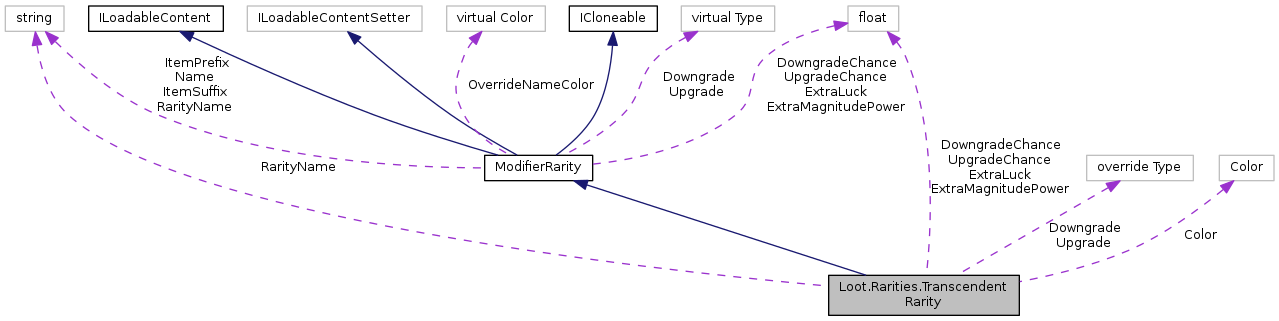 string
ILoadableContent
ILoadableContentSetter
virtual Color
ICloneable
virtual Type
float
ItemPrefix
Name
ItemSuffix
RarityName
OverrideNameColor
Downgrade
Upgrade
DowngradeChance
UpgradeChance
ExtraLuck
ExtraMagnitudePower
RarityName
ModifierRarity
DowngradeChance
UpgradeChance
ExtraLuck
ExtraMagnitudePower
override Type
Color
Downgrade
Upgrade
Color
Loot.Rarities.Transcendent
Rarity